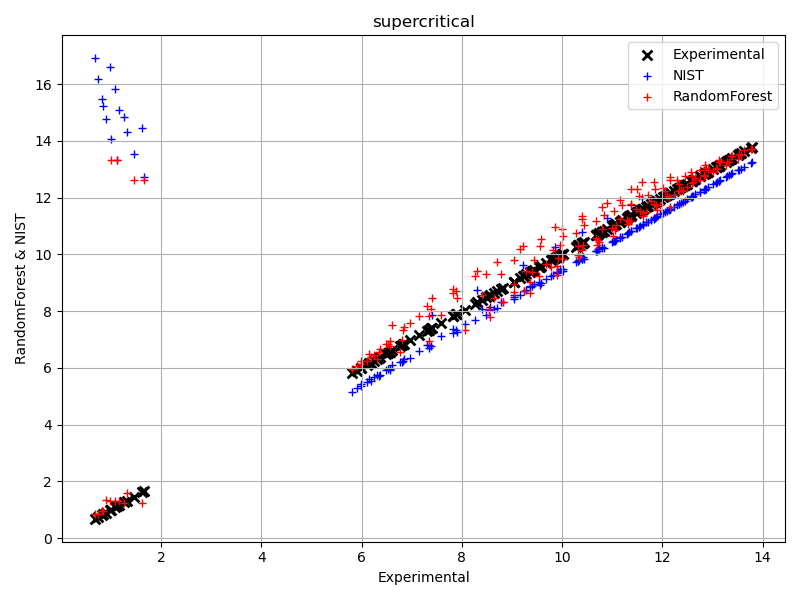 supercritical
Experimental
NIST
RandomForest
RandomForest & NIST
16
14
12
10
8
6
4
2
0
2
4
6
8
10
12
14
Experimental